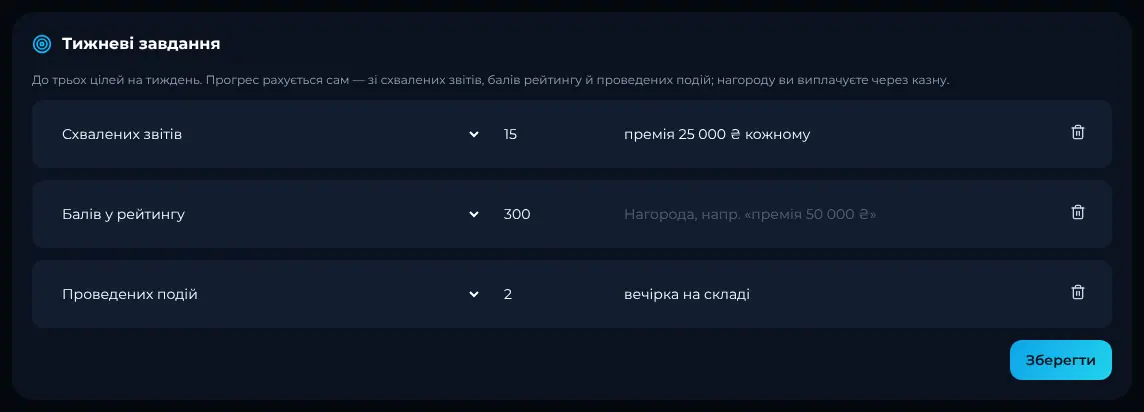 Тижневі завдання
До трьох цілей на тиждень. Прогрес рахується сам — зі схвалених звітів, балів рейтингу й проведених подій; нагороду ви виплачуєте через казну.
Схвалених звітів 15 премія 25 000 ₴ кожному
Балів у рейтингу 300 Нагорода, напр. «премія 50 000 ₴»
Проведених подій 2 вечірка на складі
Зберегти